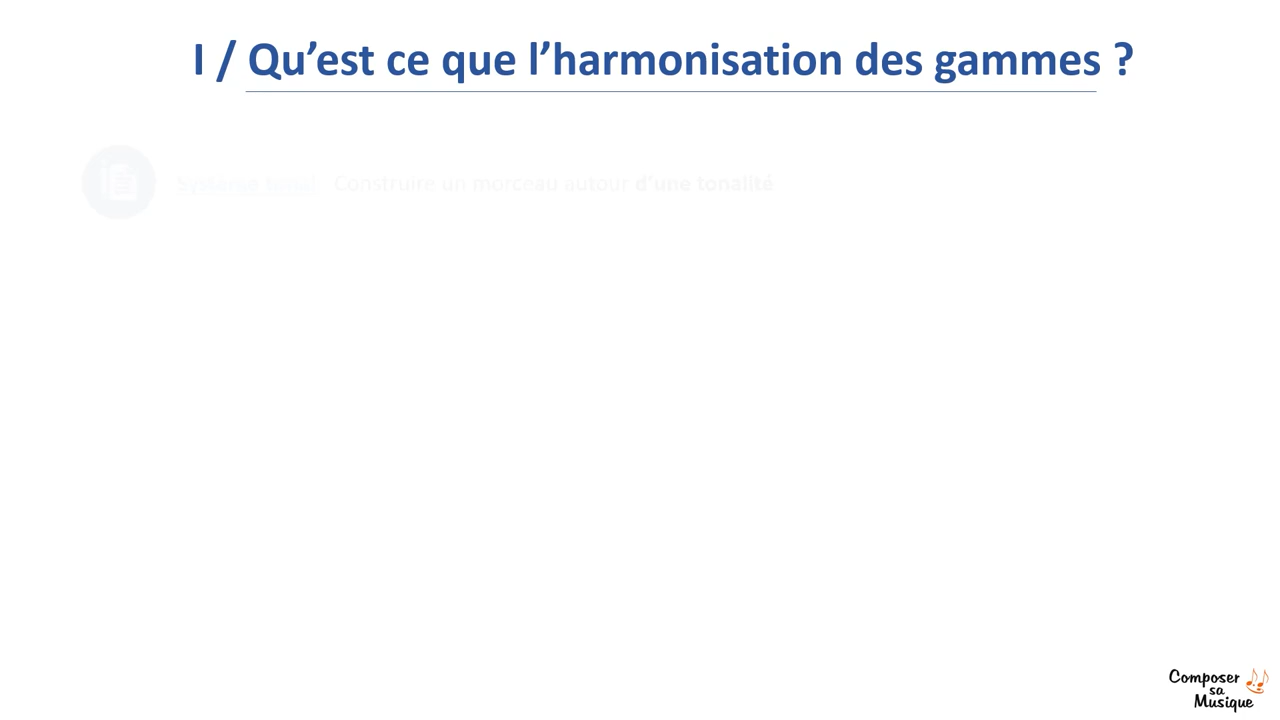 I / Qu’est ce que l’harmonisation des gammes ?
Système tonal : Construire un morceau autour d’une tonalité
Composer
sa
Musique